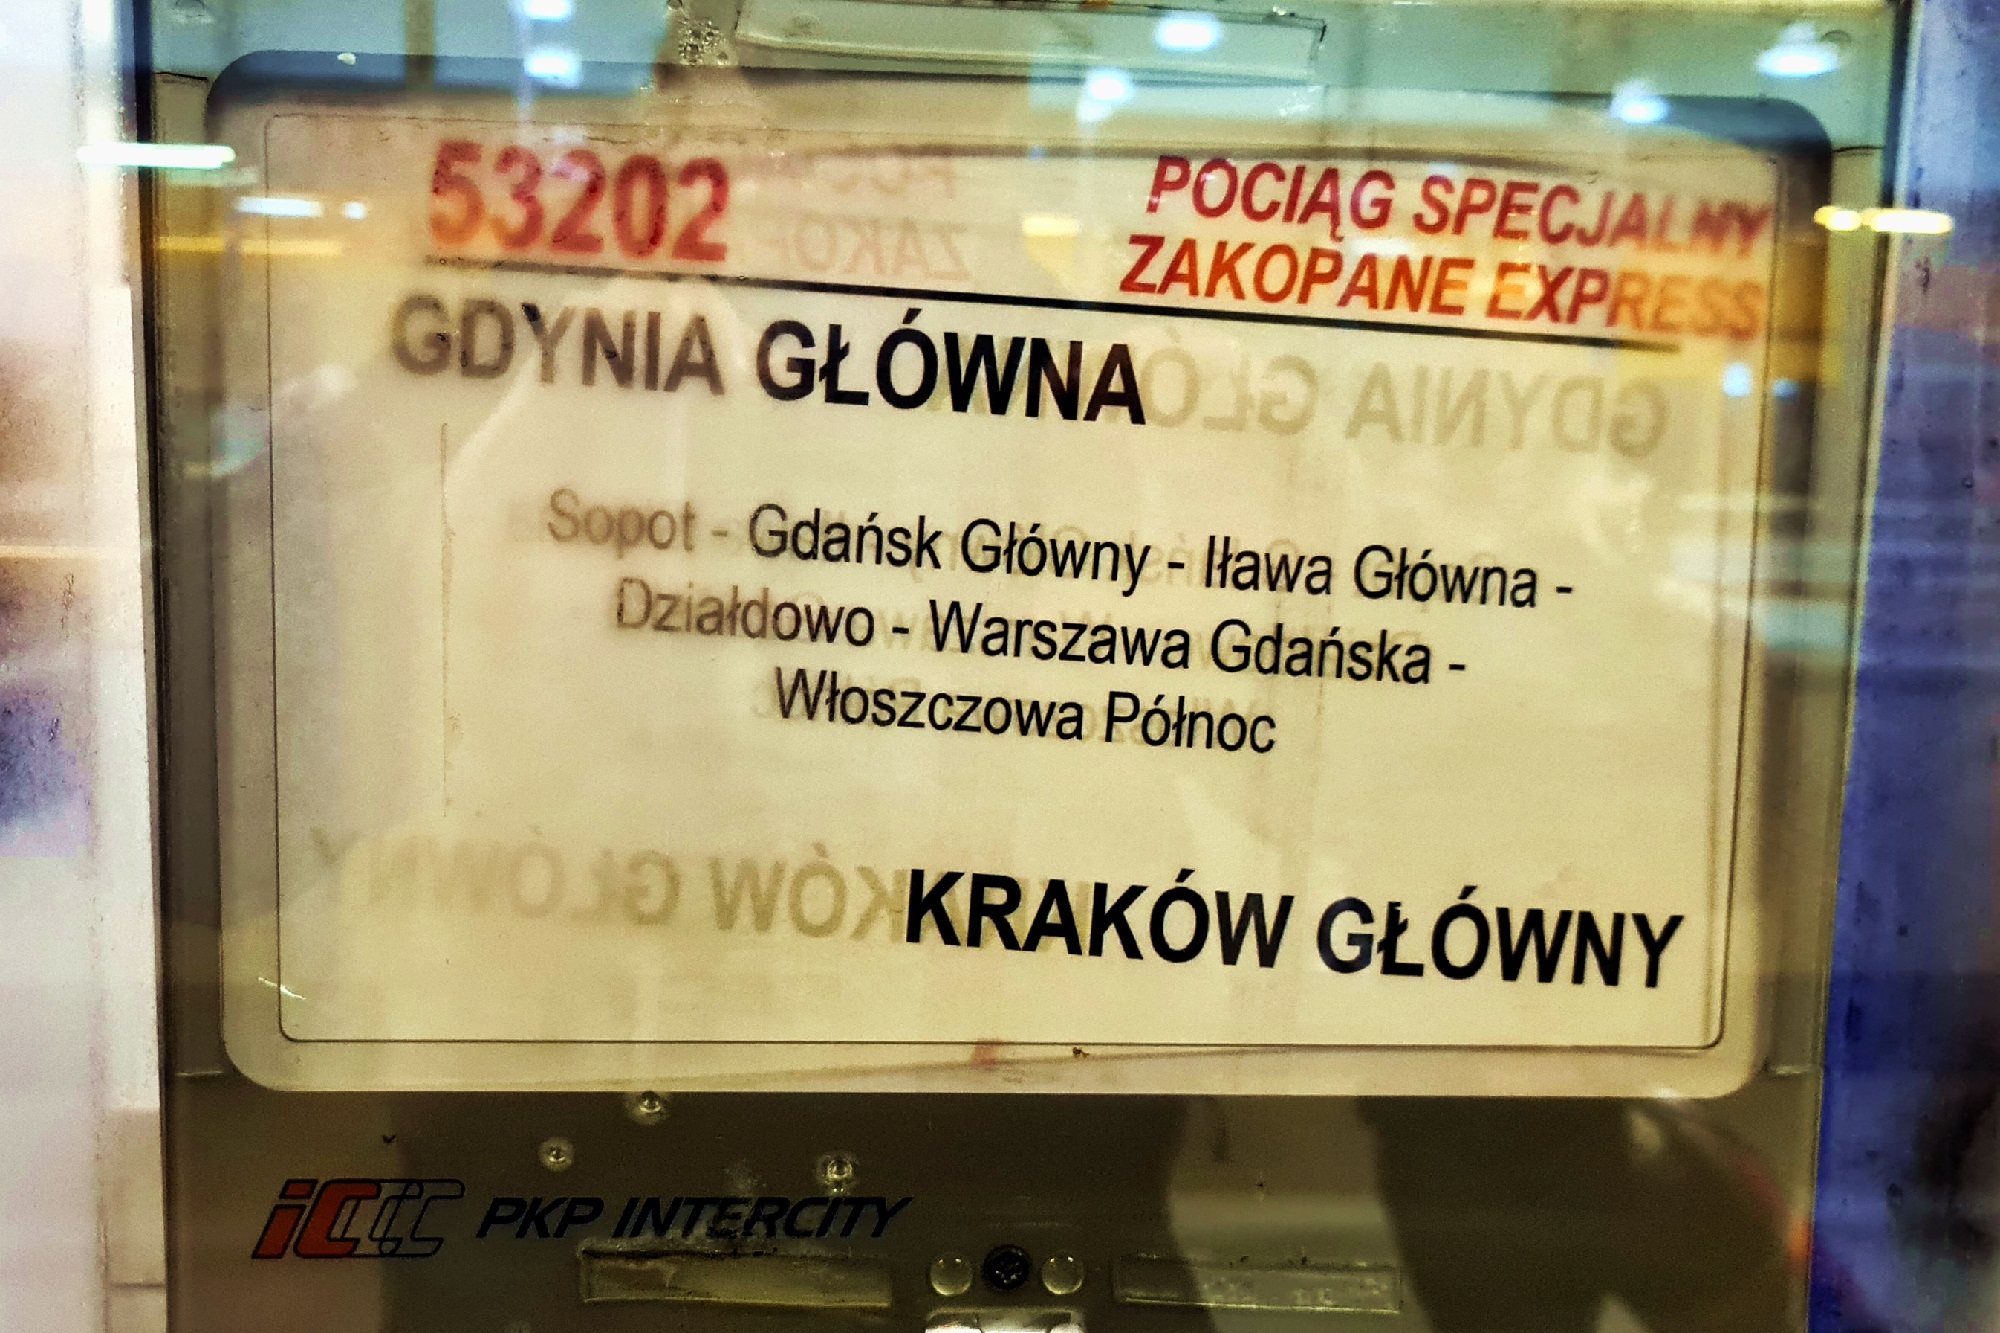 53202
POCIĄG SPECJALNY
ZAKOPANE EXPRESS
GDYNIA GŁÓWNA
Sopot - Gdańsk Główny - Iława Główna -
Działdowo - Warszawa Gdańska -
Włoszczowa Północ
KRAKÓW GŁÓWNY
iC PKP INTERCITY